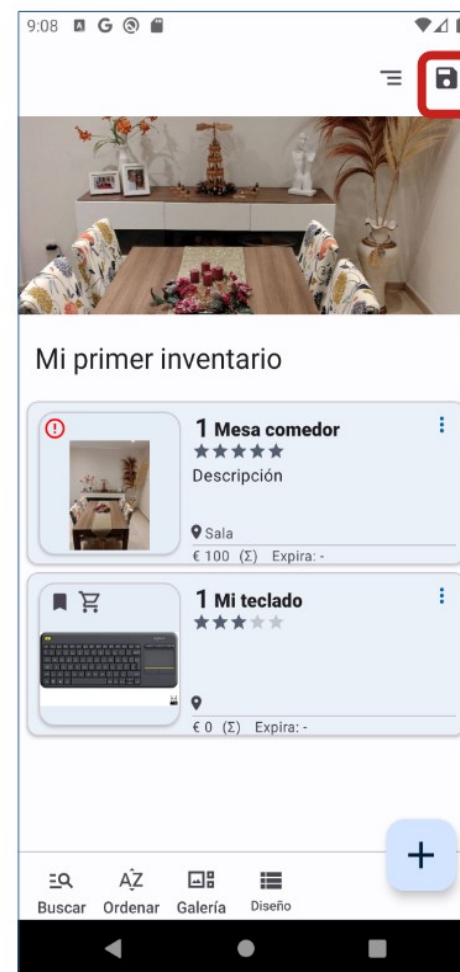 9:08
Mi primer inventario
1 Mesa comedor
Descripción
Sala
€ 100 (Σ) Expira: -
1 Mi teclado
€ 0 (Σ) Expira: -
Buscar Ordenar Galería Diseño